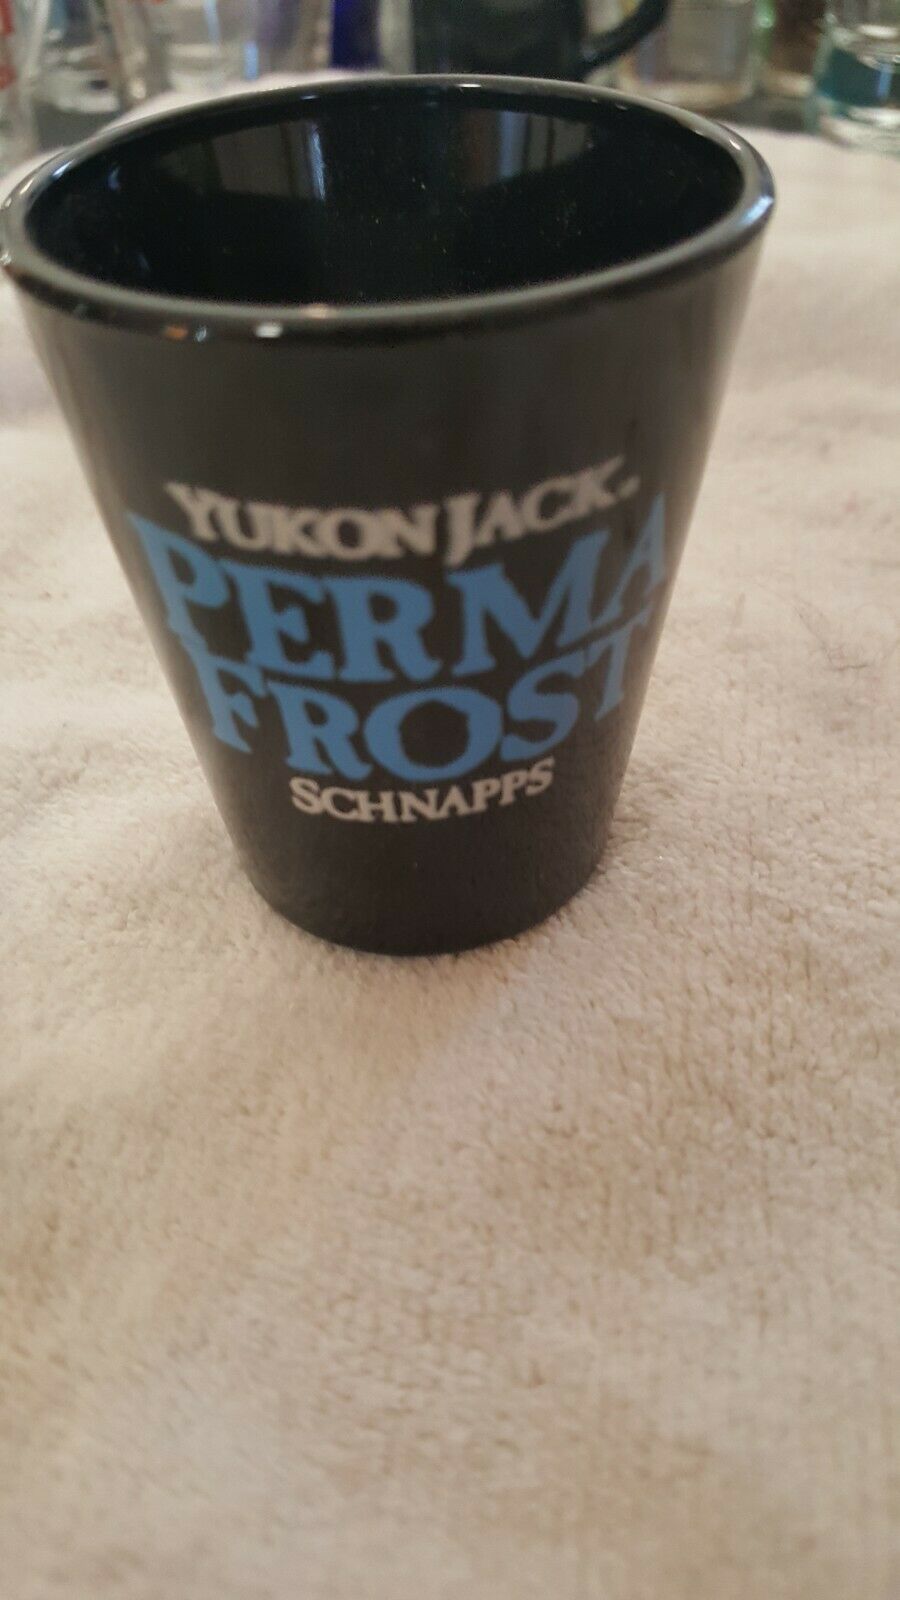 YUKON JACK.
PERMA
FROST
SCHNAPPS